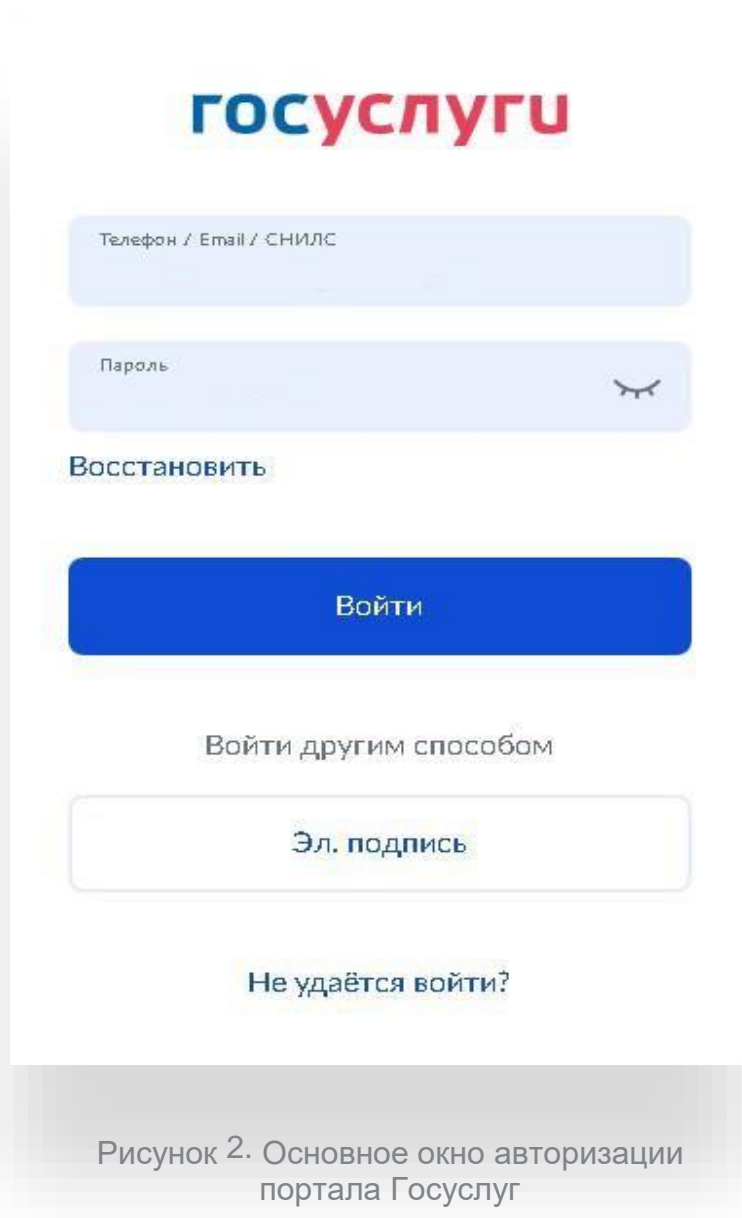 госуслуги
Телефон / Email / СНИЛС
Пароль
Восстановить
Войти
Войти другим способом
Эл. подпись
Не удаётся войти?
Рисунок 2. Основное окно авторизации
портала Госуслуг